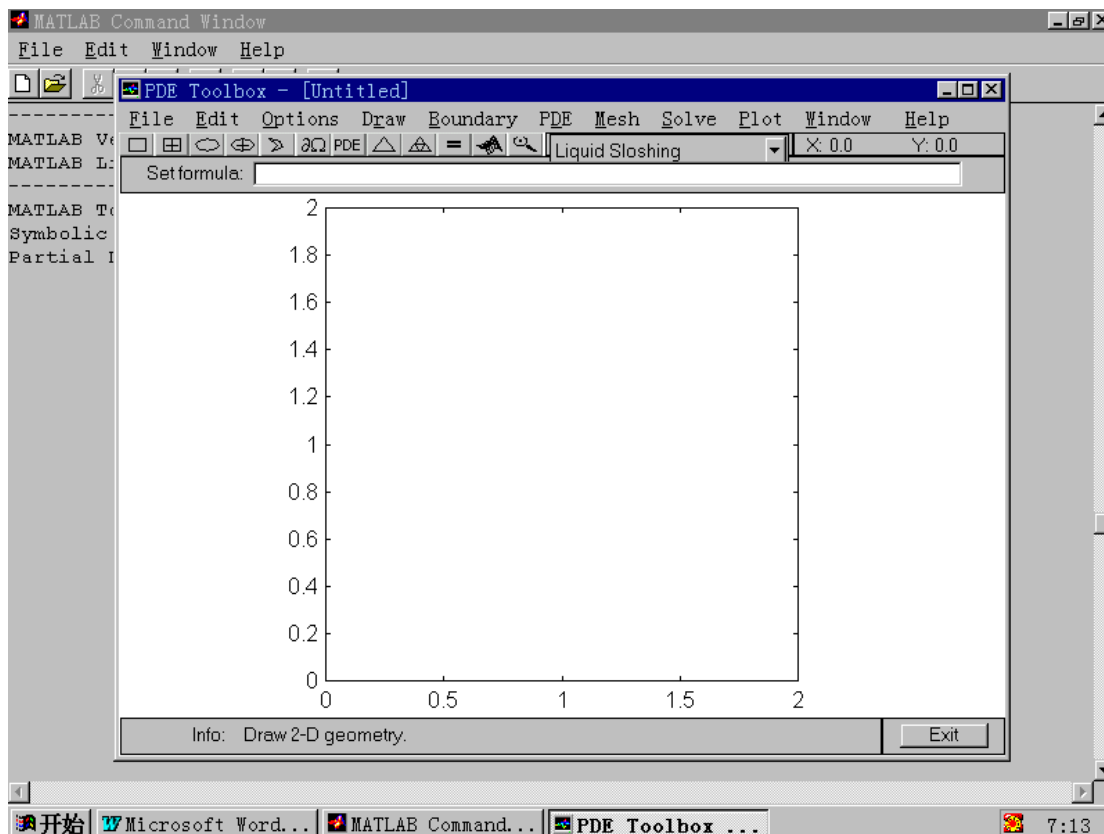 MATLAB Command Window
File Edit Window Help
PDE Toolbox - [Untitled]
File Edit Options Draw Boundary PDE Mesh Solve Plot Window Help
∂Ω PDE = Liquid Sloshing X: 0.0 Y: 0.0
Set formula:
----------
MATLAB Ve
MATLAB Li
----------
MATLAB To
Symbolic
Partial
2
1.8
1.6
1.4
1.2
1
0.8
0.6
0.4
0.2
0
0 0.5 1 1.5 2
Info: Draw 2-D geometry.
Exit
开始 Microsoft Word... MATLAB Command... PDE Toolbox ... 7:13